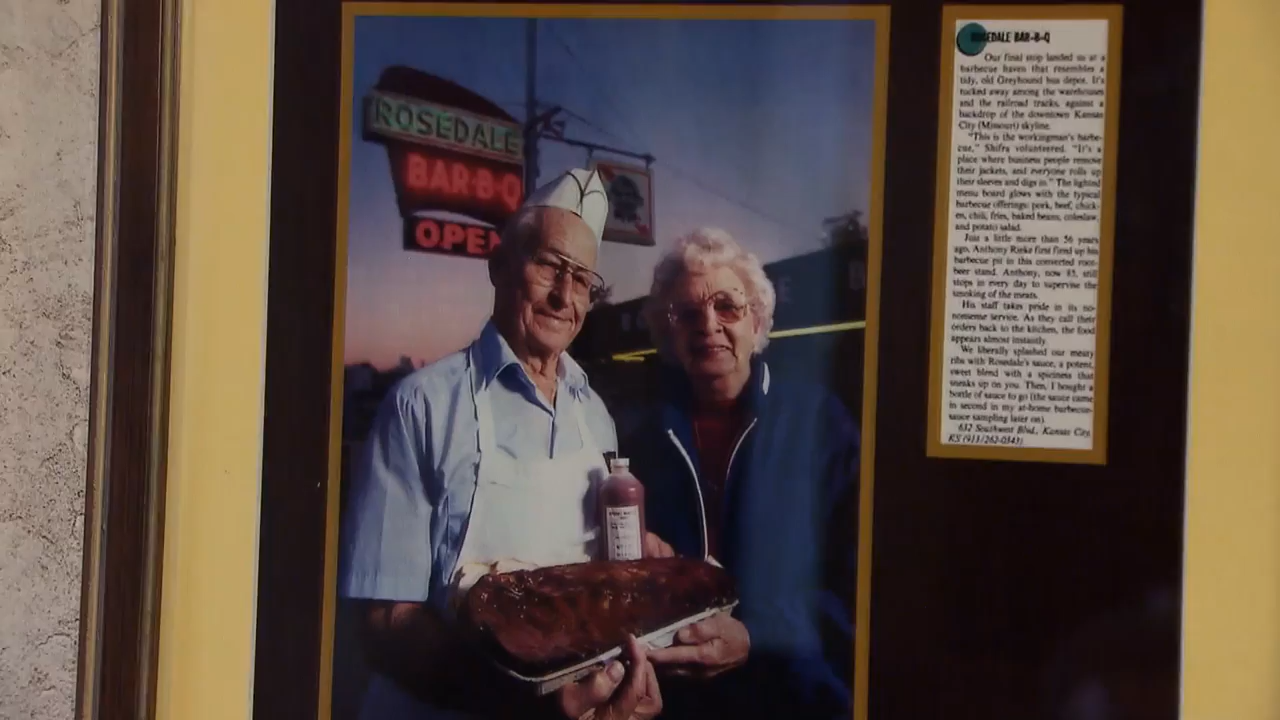 ROSEDALE
BAR-B-Q
OPEN
ROSEDALE BAR-B-Q
Our final stop landed us at a
barbecue haven that resembles a
tidy, old Greyhound bus depot. It's
tucked away among the warehouses
and the railroad tracks, against a
backdrop of the downtown Kansas
City (Missouri) skyline.
"This is the workingman's barbe-
cue," Shifra volunteered. "It's a
place where business people remove
their jackets, and everyone rolls up
their sleeves and digs in." The lighted
menu board glows with the typical
barbecue offerings: pork, beef, chick-
en, chili, fries, baked beans, coleslaw,
and potato salad.
Just a little more than 56 years
ago, Anthony Rieke first fired up his
barbecue pit in this converted root-
beer stand. Anthony, now 85, still
stops in every day to supervise the
smoking of the meats.
His staff takes pride in its no-
nonsense service. As they call their
orders back to the kitchen, the food
appears almost instantly.
We liberally splashed our meaty
ribs with Rosedale's sauce, a potent,
sweet blend with a spiciness that
sneaks up on you. Then, I bought a
bottle of sauce to go (the sauce came
in second in my at-home barbecue-
sauce sampling later on).
632 Southwest Blvd., Kansas City,
KS (913/262-0343).